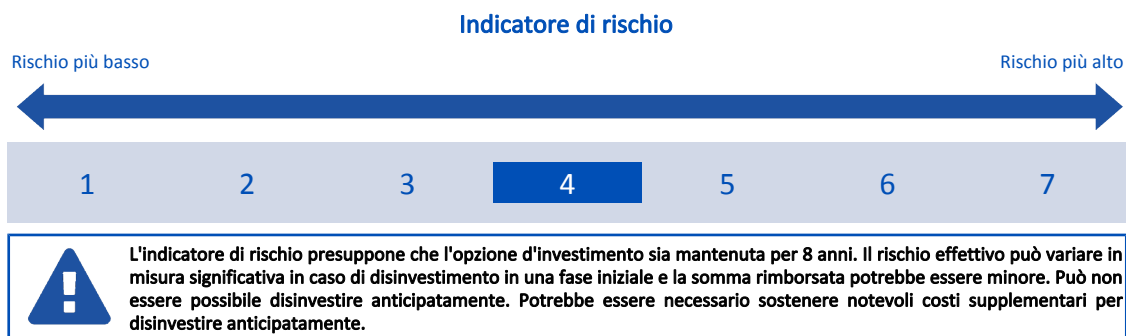 Indicatore di rischio
Rischio più basso
Rischio più alto
1 2 3 4 5 6 7
L'indicatore di rischio presuppone che l'opzione d'investimento sia mantenuta per 8 anni. Il rischio effettivo può variare in
misura significativa in caso di disinvestimento in una fase iniziale e la somma rimborsata potrebbe essere minore. Può non
essere possibile disinvestire anticipatamente. Potrebbe essere necessario sostenere notevoli costi supplementari per
disinvestire anticipatamente.